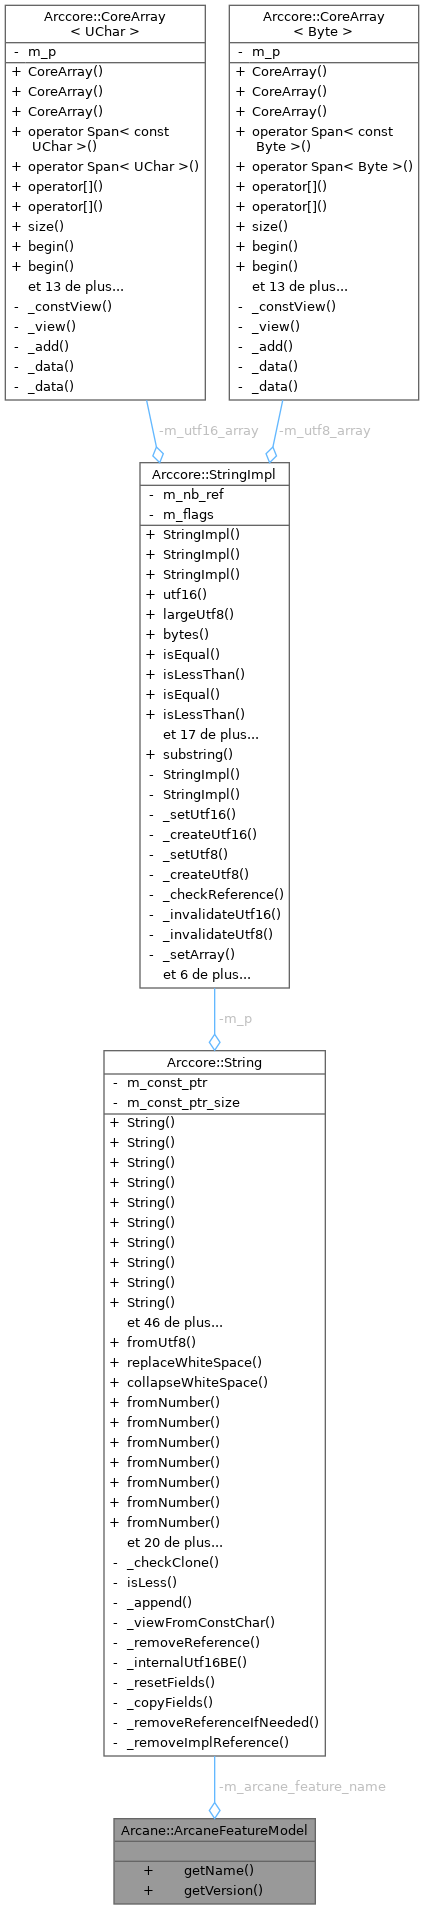 Arccore::CoreArray
< UChar >
- m_p
+ CoreArray()
+ CoreArray()
+ CoreArray()
+ operator Span< const
UChar >()
+ operator Span< UChar >()
+ operator[]()
+ operator[]()
+ size()
+ begin()
+ begin()
et 13 de plus...
- _constView()
- _view()
- _add()
- _data()
- _data()
Arccore::CoreArray
< Byte >
- m_p
+ CoreArray()
+ CoreArray()
+ CoreArray()
+ operator Span< const
Byte >()
+ operator Span< Byte >()
+ operator[]()
+ operator[]()
+ size()
+ begin()
+ begin()
et 13 de plus...
- _constView()
- _view()
- _add()
- _data()
- _data()
-m_utf16_array
-m_utf8_array
Arccore::StringImpl
- m_nb_ref
- m_flags
+ StringImpl()
+ StringImpl()
+ StringImpl()
+ utf16()
+ largeUtf8()
+ bytes()
+ isEqual()
+ isLessThan()
+ isEqual()
+ isLessThan()
et 17 de plus...
+ substring()
- StringImpl()
- StringImpl()
- _setUtf16()
- _createUtf16()
- _setUtf8()
- _createUtf8()
- _checkReference()
- _invalidateUtf16()
- _invalidateUtf8()
- _setArray()
et 6 de plus...
-m_p
Arccore::String
- m_const_ptr
- m_const_ptr_size
+ String()
+ String()
+ String()
+ String()
+ String()
+ String()
+ String()
+ String()
+ String()
+ String()
et 46 de plus...
+ fromUtf8()
+ replaceWhiteSpace()
+ collapseWhiteSpace()
+ fromNumber()
+ fromNumber()
+ fromNumber()
+ fromNumber()
+ fromNumber()
+ fromNumber()
+ fromNumber()
et 20 de plus...
- _checkClone()
- isLess()
- _append()
- _viewFromConstChar()
- _removeReference()
- _internalUtf16BE()
- _resetFields()
- _copyFields()
- _removeReferenceIfNeeded()
- _removeImplReference()
-m_arcane_feature_name
Arcane::ArcaneFeatureModel
+ getName()
+ getVersion()